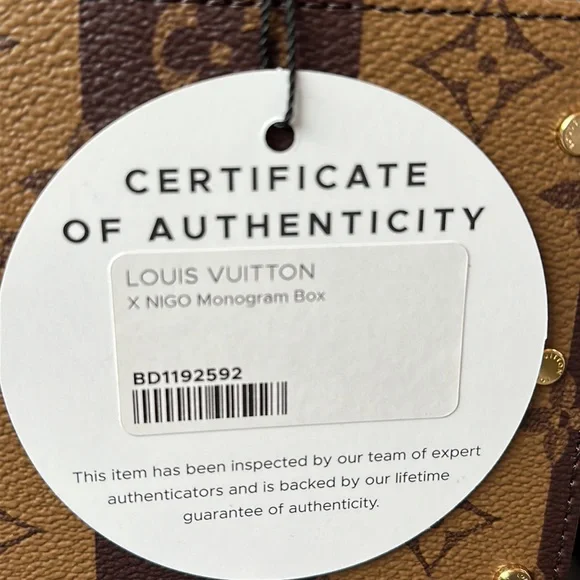 CERTIFICATE
OF AUTHENTICITY
LOUIS VUITTON
X NIGO Monogram Box
BD1192592
This item has been inspected by our team of expert
authenticators and is backed by our lifetime
guarantee of authenticity.